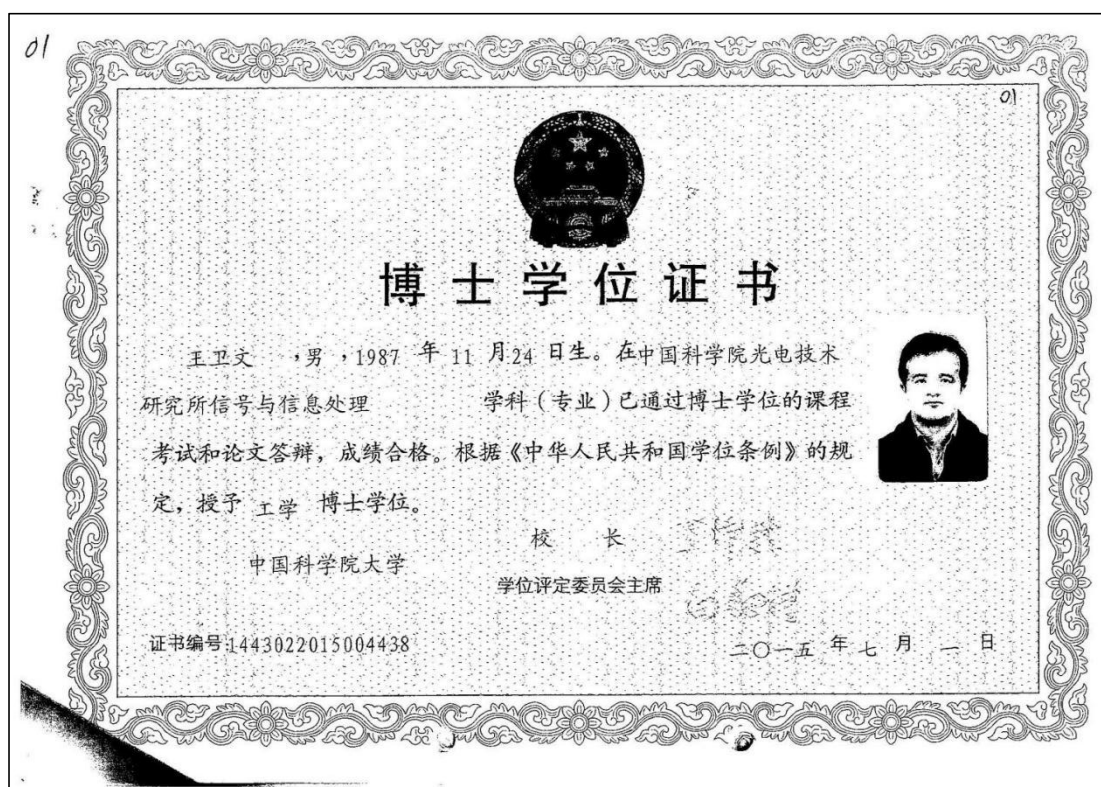 01
01
博士学位证书
王卫文 ，男，1987 年 11 月24 日生。在中国科学院光电技术
研究所信号与信息处理 学科（专业）已通过博士学位的课程
考试和论文答辩，成绩合格。根据《中华人民共和国学位条例》的规
定，授予 工学 博士学位。
校 长
中国科学院大学
学位评定委员会主席
证书编号:1443022015004438
二〇一五 年 七 月 一 日